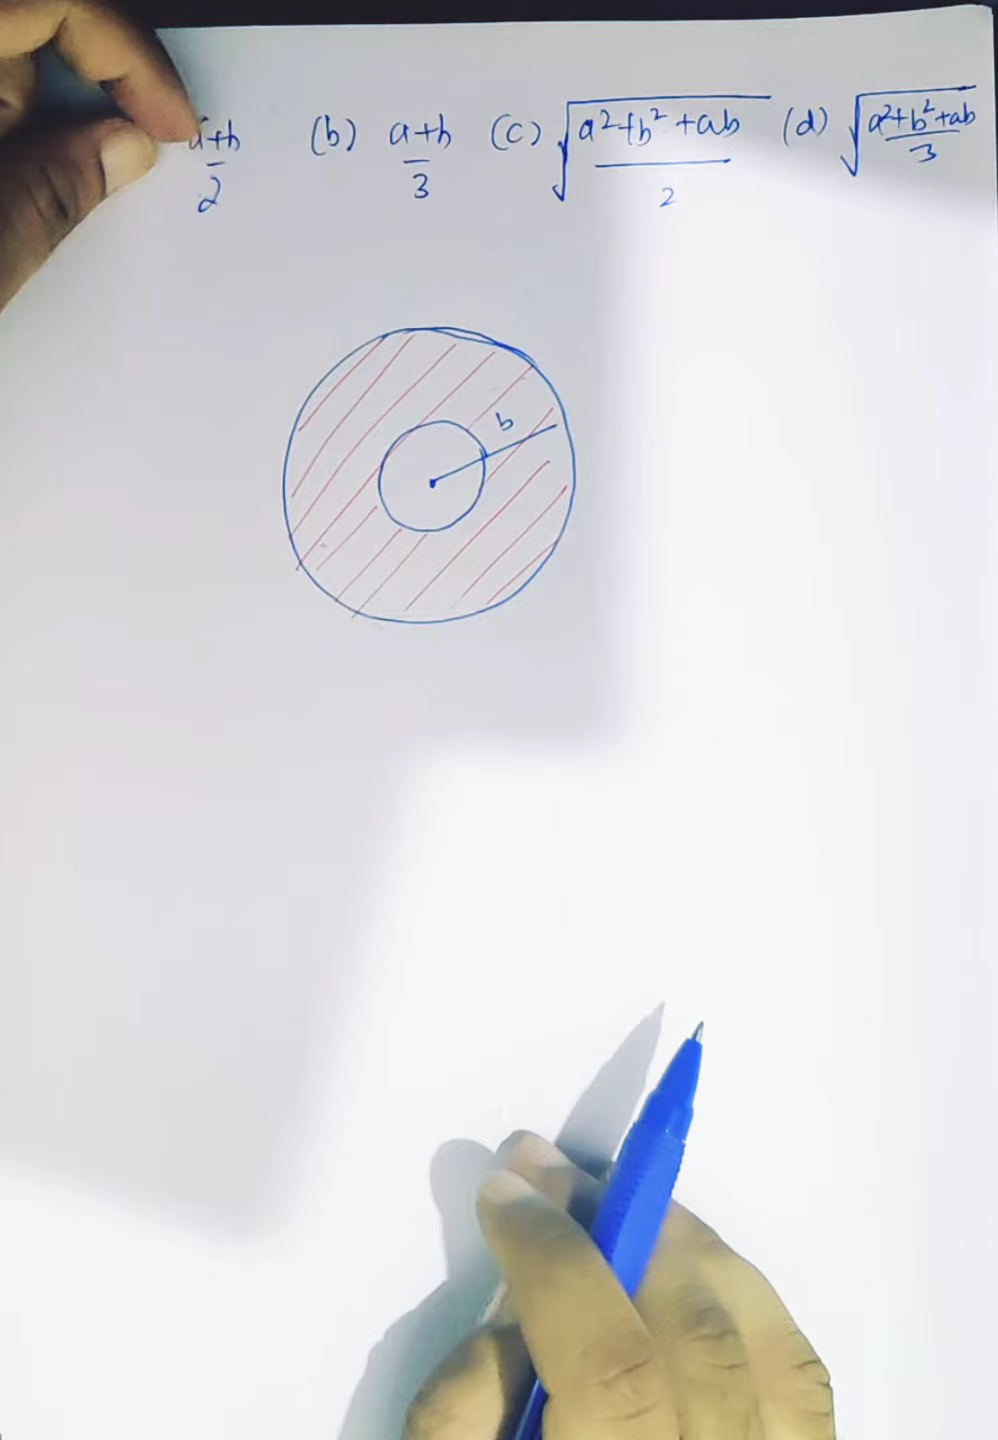 a+b/2 (b) a+b/3 (c) √(a²+b²+ab/2) (d) √(a²+b²+ab/3)
b